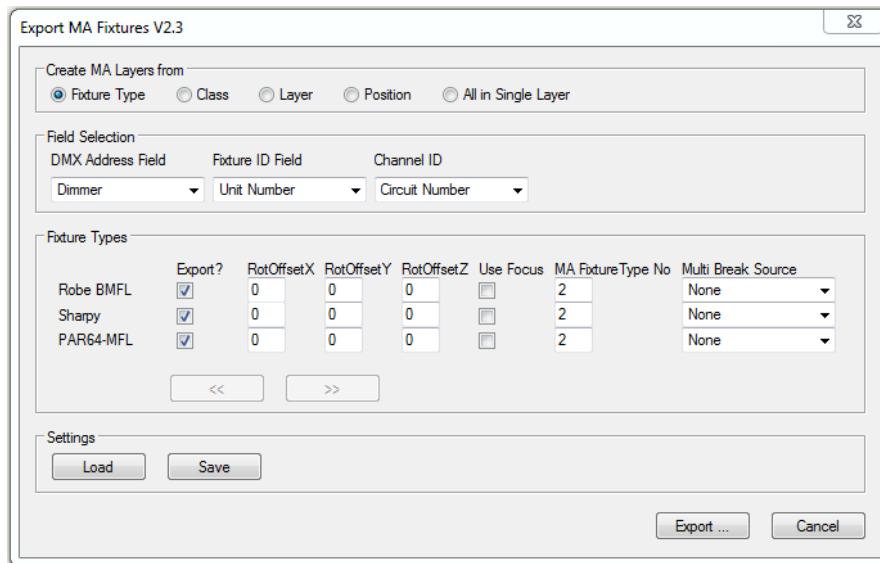 Export MA Fixtures V2.3
Create MA Layers from
Fixture Type Class Layer Position All in Single Layer
Field Selection
DMX Address Field Fixture ID Field Channel ID
Dimmer Unit Number Circuit Number
Fixture Types
Export? RotOffsetX RotOffsetY RotOffsetZ Use Focus MA FixtureType No Multi Break Source
Robe BMFL 0 0 0 2 None
Sharpy 0 0 0 2 None
PAR64-MFL 0 0 0 2 None
<< >>
Settings
Load Save
Export ... Cancel